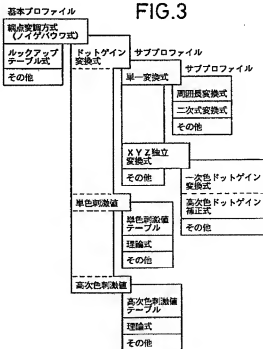 FIG.3
基本プロファイル
網点変調方式
(ノイゲバウワ式)
ルックアップ
テーブル式
その他
ドットゲイン
変換式
サブプロファイル
単一変換式
サブプロファイル
周囲長変換式
二次式変換式
その他
XYZ独立
変換式
その他
一次色ドットゲイン
変換式
高次色ドットゲイン
補正式
その他
単色刺激値
単色刺激値
テーブル
理論式
その他
高次色刺激値
高次色刺激値
テーブル
理論式
その他